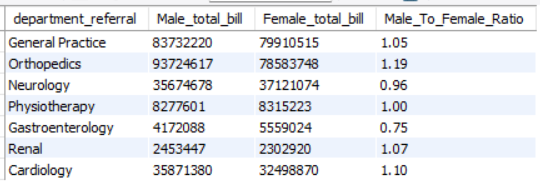 department_referral Male_total_bill Female_total_bill Male_To_Female_Ratio
General Practice 83732220 79910515 1.05
Orthopedics 93724617 78583748 1.19
Neurology 35674678 37121074 0.96
Physiotherapy 8277601 8315223 1.00
Gastroenterology 4172088 5559024 0.75
Renal 2453447 2302920 1.07
Cardiology 35871380 32498870 1.10